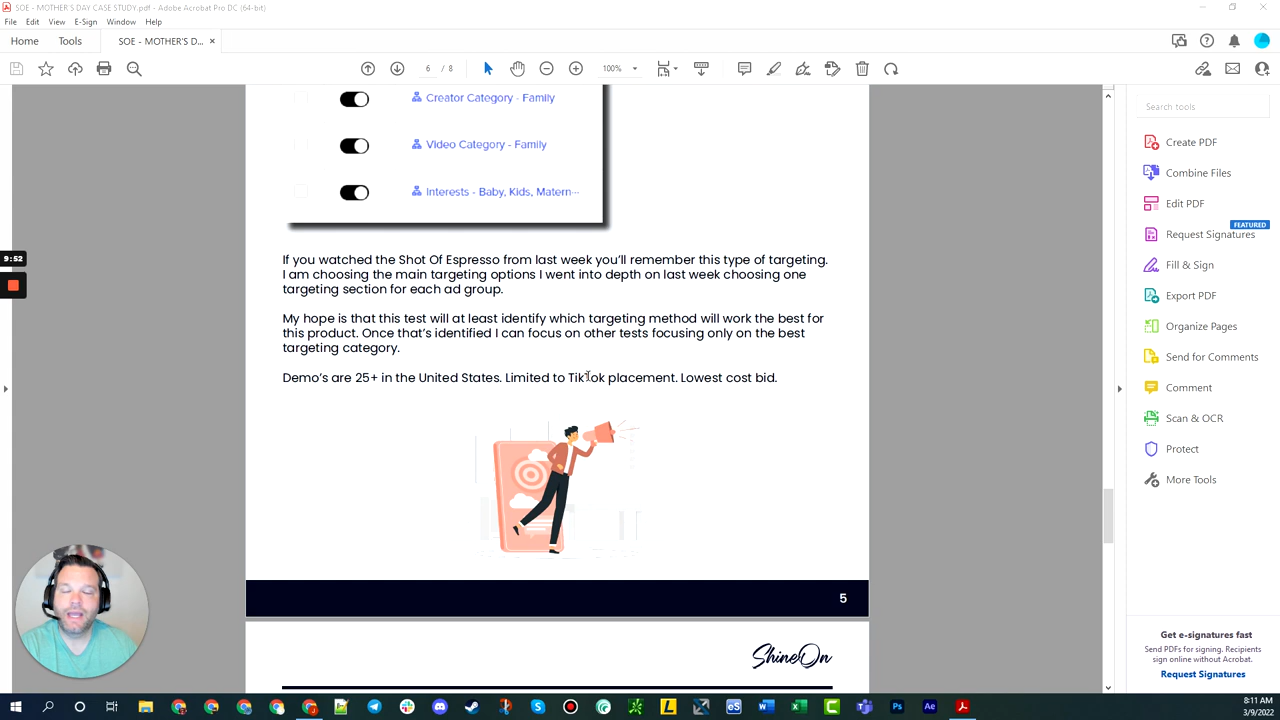 SOE - MOTHER'S DAY CASE STUDY.pdf - Adobe Acrobat Pro DC (64-bit)
File Edit View E-Sign Window Help
Home Tools SOE - MOTHER'S D... ×
6 / 8 100%
Search tools
Creator Category - Family
Video Category - Family
Interests - Baby, Kids, Matern···
If you watched the Shot Of Espresso from last week you'll remember this type of targeting.
I am choosing the main targeting options I went into depth on last week choosing one
targeting section for each ad group.
My hope is that this test will at least identify which targeting method will work the best for
this product. Once that's identified I can focus on other tests focusing only on the best
targeting category.
Demo's are 25+ in the United States. Limited to TikTok placement. Lowest cost bid.
5
ShineOn
9:52
Create PDF
Combine Files
Edit PDF
FEATURED
Request Signatures
Fill & Sign
Export PDF
Organize Pages
Send for Comments
Comment
Scan & OCR
Protect
More Tools
Get e-signatures fast
Send PDFs for signing. Recipients
sign online without Acrobat.
Request Signatures
8:11 AM
3/9/2022